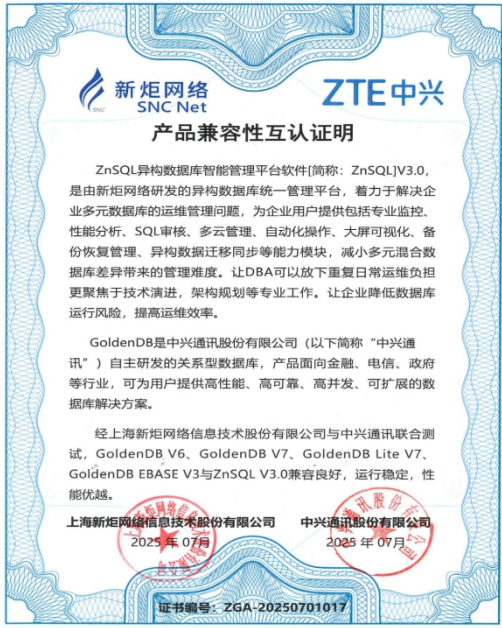 新炬网络
SNC Net
SNC
ZTE中兴
产品兼容性互认证明
ZnSQL异构数据库智能管理平台软件[简称：ZnSQL]V3.0，
是由新炬网络研发的异构数据库统一管理平台，着力于解决企
业多元数据库的运维管理问题，为企业用户提供包括专业监控、
性能分析、SQL审核、多云管理、自动化操作、大屏可视化、备
份恢复管理、异构数据迁移同步等能力模块，减小多元混合数
据库差异带来的管理难度。让DBA可以放下重复日常运维负担
更聚焦于技术演进，架构规划等专业工作。让企业降低数据库
运行风险，提高运维效率。
GoldenDB是中兴通讯股份有限公司（以下简称“中兴通
讯”）自主研发的关系型数据库，产品面向金融、电信、政府
等行业，可为用户提供高性能、高可靠、高并发、可扩展的数
据库解决方案。
经上海新炬网络信息技术股份有限公司与中兴通讯联合测
试，GoldenDB V6、GoldenDB V7、GoldenDB Lite V7、
GoldenDB EBASE V3与ZnSQL V3.0兼容良好，运行稳定，性
能优越。
上海新炬网络信息技术股份有限公司 中兴通讯股份有限公司
2025 年 07月 2025 年 07月
证书编号：ZGA-20250701017